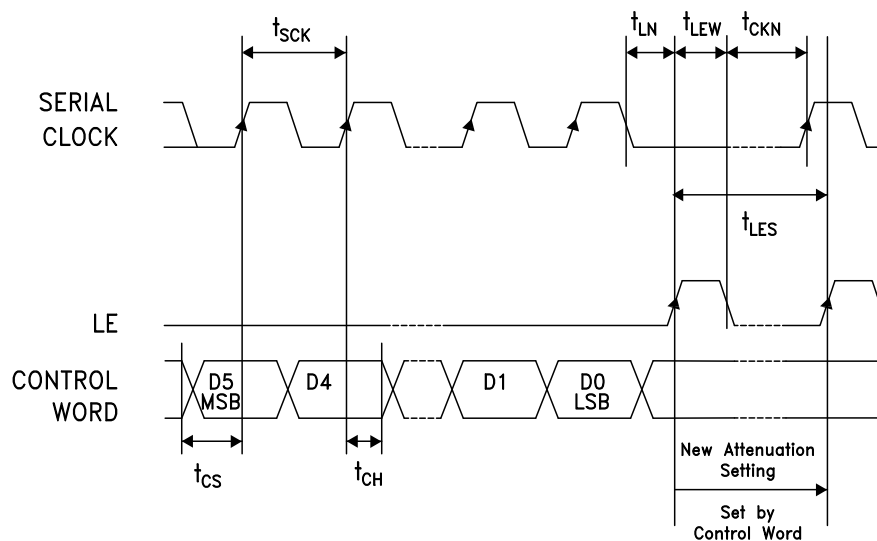 tSCK
tLN
tLEW
tCKN
SERIAL
CLOCK
tLES
LE
CONTROL
WORD
D5
MSB
D4
D1
D0
LSB
tCS
tCH
New Attenuation
Setting
Set by
Control Word